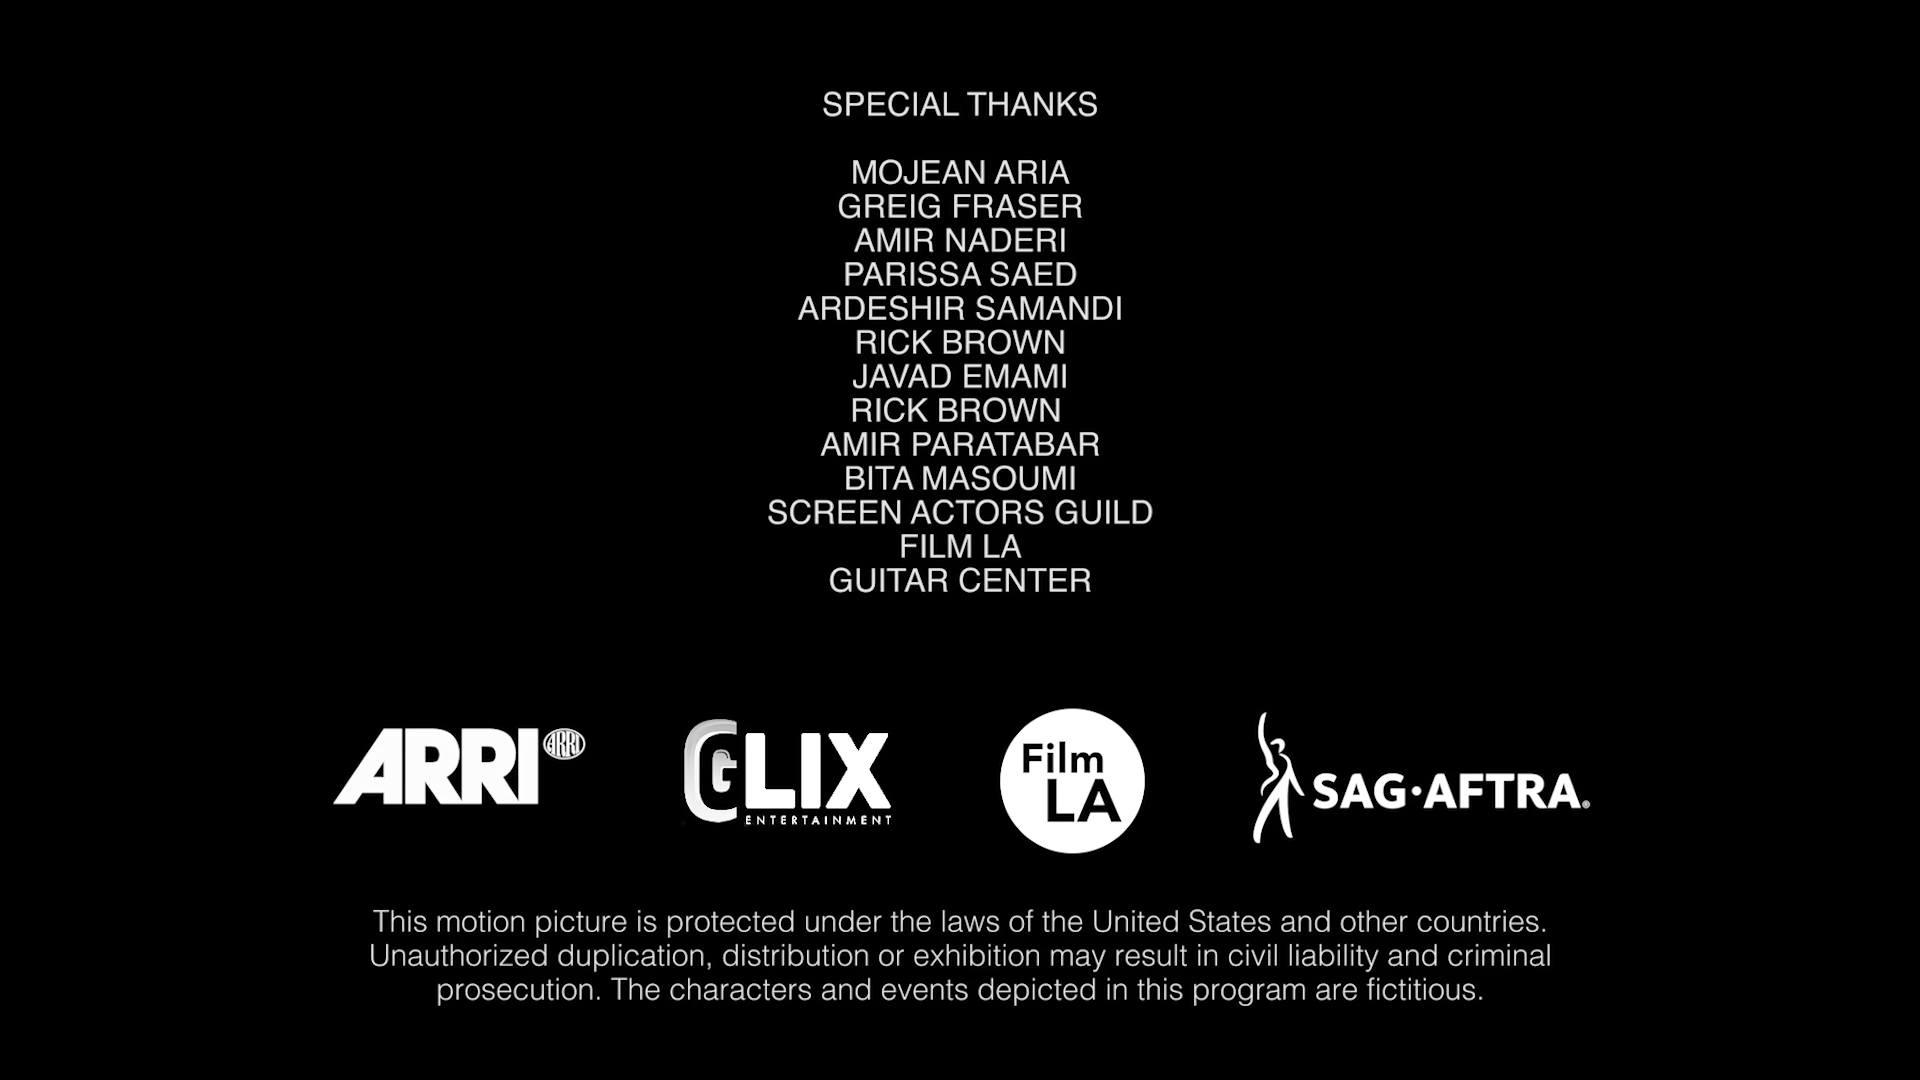 SPECIAL THANKS
MOJEAN ARIA
GREIG FRASER
AMIR NADERI
PARISSA SAED
ARDESHIR SAMANDI
RICK BROWN
JAVAD EMAMI
RICK BROWN
AMIR PARATABAR
BITA MASOUMI
SCREEN ACTORS GUILD
FILM LA
GUITAR CENTER
ARRI ARRI
GLIX
ENTERTAINMENT
Film
LA
SAG·AFTRA®
This motion picture is protected under the laws of the United States and other countries.
Unauthorized duplication, distribution or exhibition may result in civil liability and criminal
prosecution. The characters and events depicted in this program are fictitious.